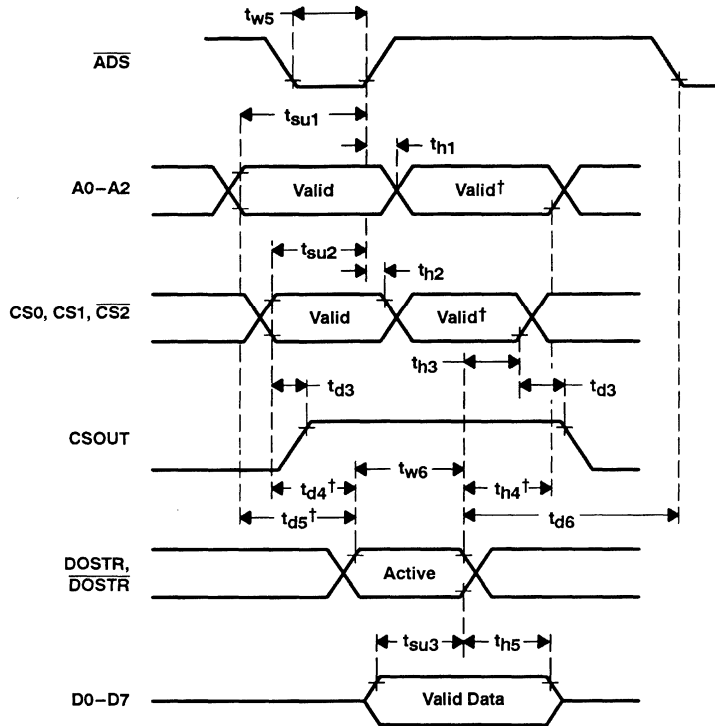 tw5
ADS
tsu1
th1
A0–A2
Valid
Valid†
tsu2
th2
CS0, CS1, CS2
Valid
Valid†
th3
td3
td3
CSOUT
tw6
td4†
th4†
td5†
td6
DOSTR,
DOSTR
Active
tsu3
th5
D0–D7
Valid Data